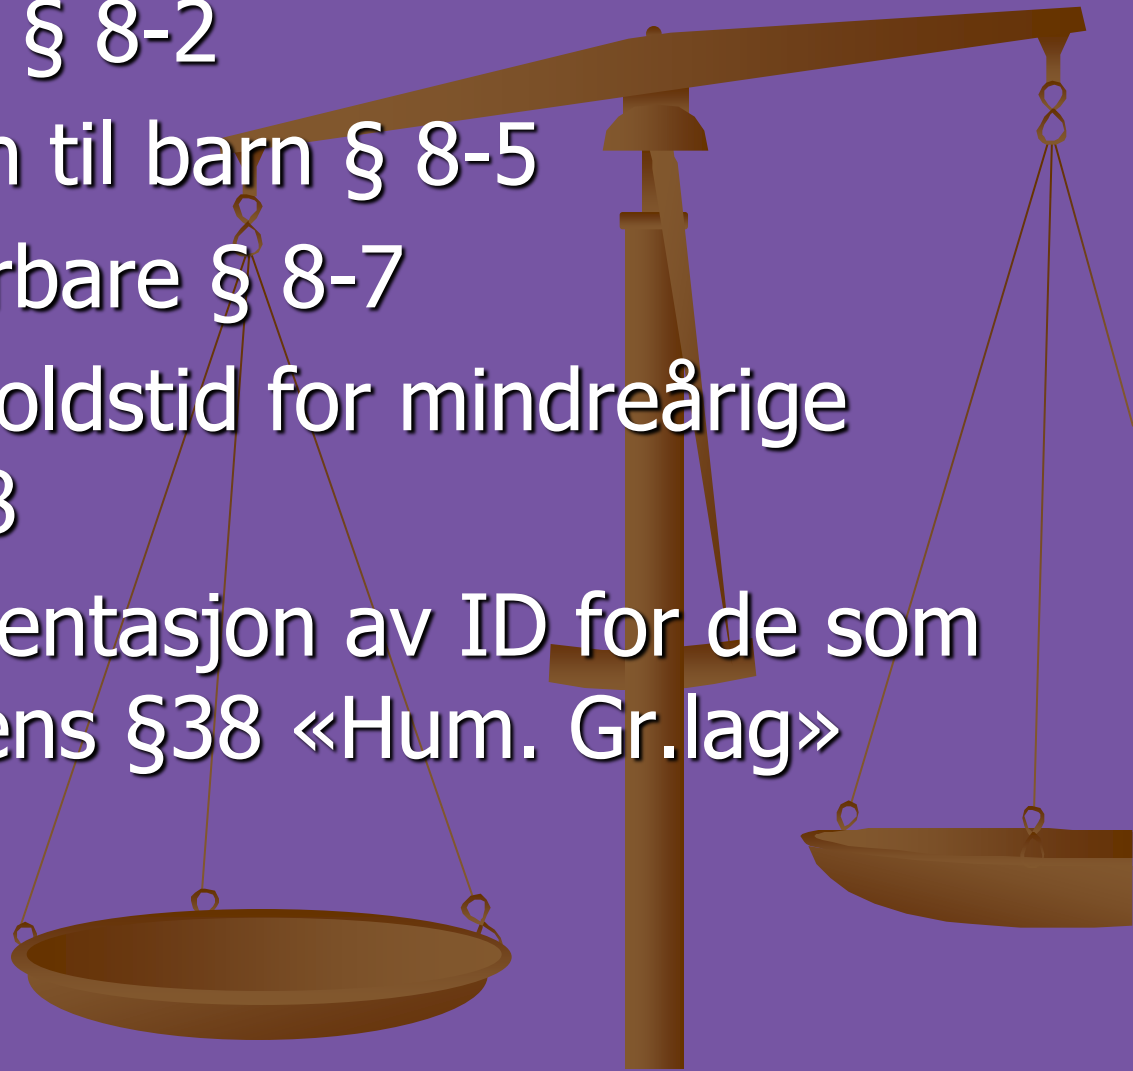 § 8-2
n til barn § 8-5
rbare § 8-7
oldstid for mindreårige
3
entasjon av ID for de som
ens §38 «Hum. Gr.lag»